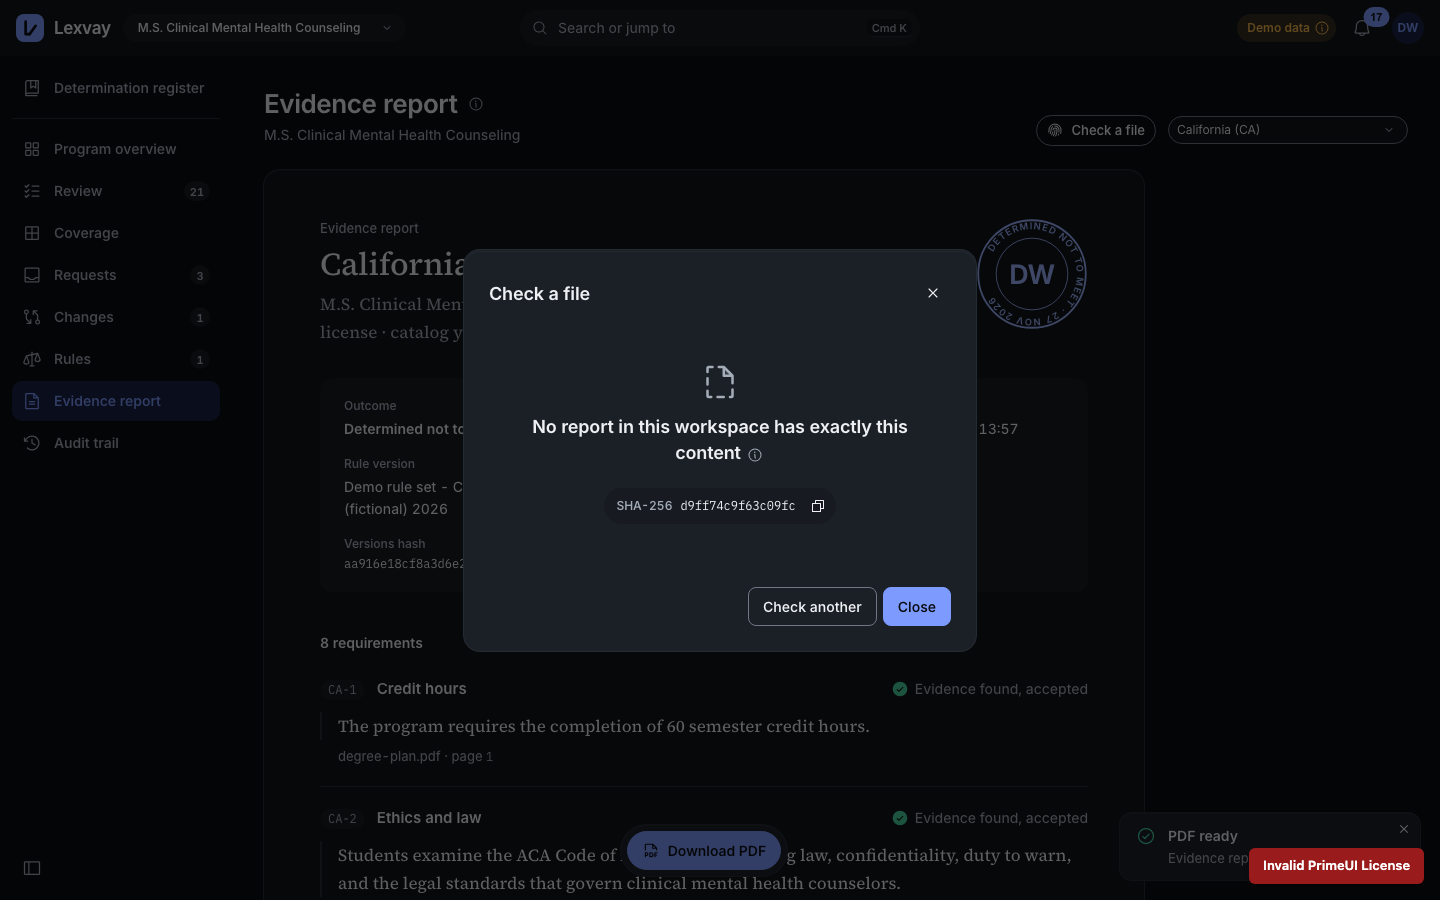 Lexvay
M.S. Clinical Mental Health Counseling
Search or jump to
Cmd K
Demo data
17
DW
Determination register
Program overview
Review
21
Coverage
Requests
3
Changes
1
Rules
1
Evidence report
Audit trail
Evidence report
M.S. Clinical Mental Health Counseling
Check a file
California (CA)
Evidence report
California
M.S. Clinical Men
license · catalog y
DETERMINED NOT TO MEET · 27 NOV 2026
DW
Outcome
Determined not to
13:57
Rule version
Demo rule set - C
(fictional) 2026
Versions hash
aa916e18cf8a3d6e2
Check a file
No report in this workspace has exactly this
content
SHA-256 d9ff74c9f63c09fc
Check another
Close
8 requirements
CA-1 Credit hours
Evidence found, accepted
The program requires the completion of 60 semester credit hours.
degree-plan.pdf · page 1
CA-2 Ethics and law
Evidence found, accepted
Students examine the ACA Code of
g law, confidentiality, duty to warn,
and the legal standards that govern clinical mental health counselors.
PDF
Download PDF
PDF ready
Evidence rep
Invalid PrimeUI License